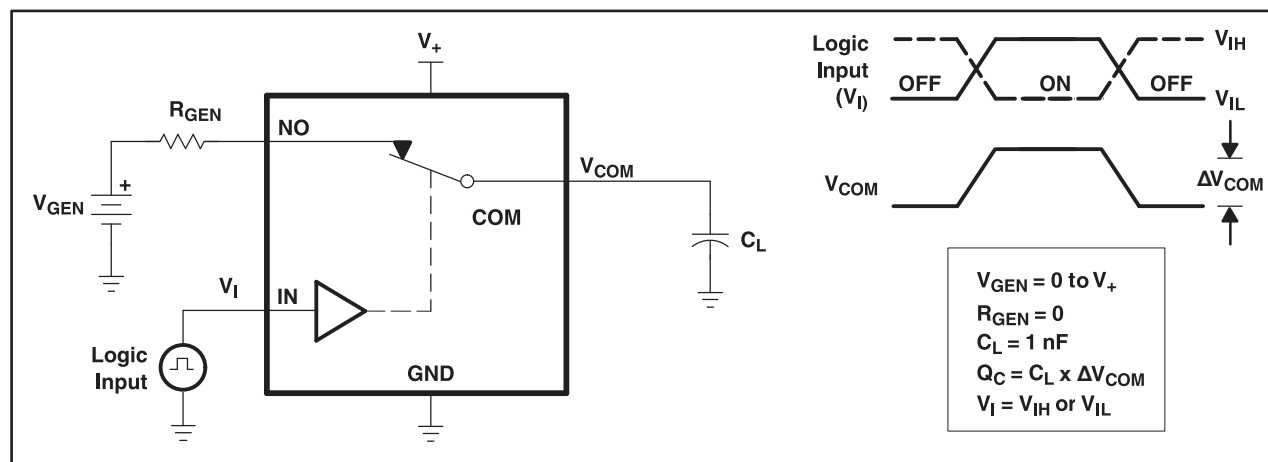 V+
RGEN
NO
VCOM
VGEN
+
COM
CL
VI
IN
Logic
Input
GND
Logic
Input
(VI)
OFF
ON
OFF
VIH
VIL
VCOM
ΔVCOM
VGEN = 0 to V+
RGEN = 0
CL = 1 nF
QC = CL x ΔVCOM
VI = VIH or VIL